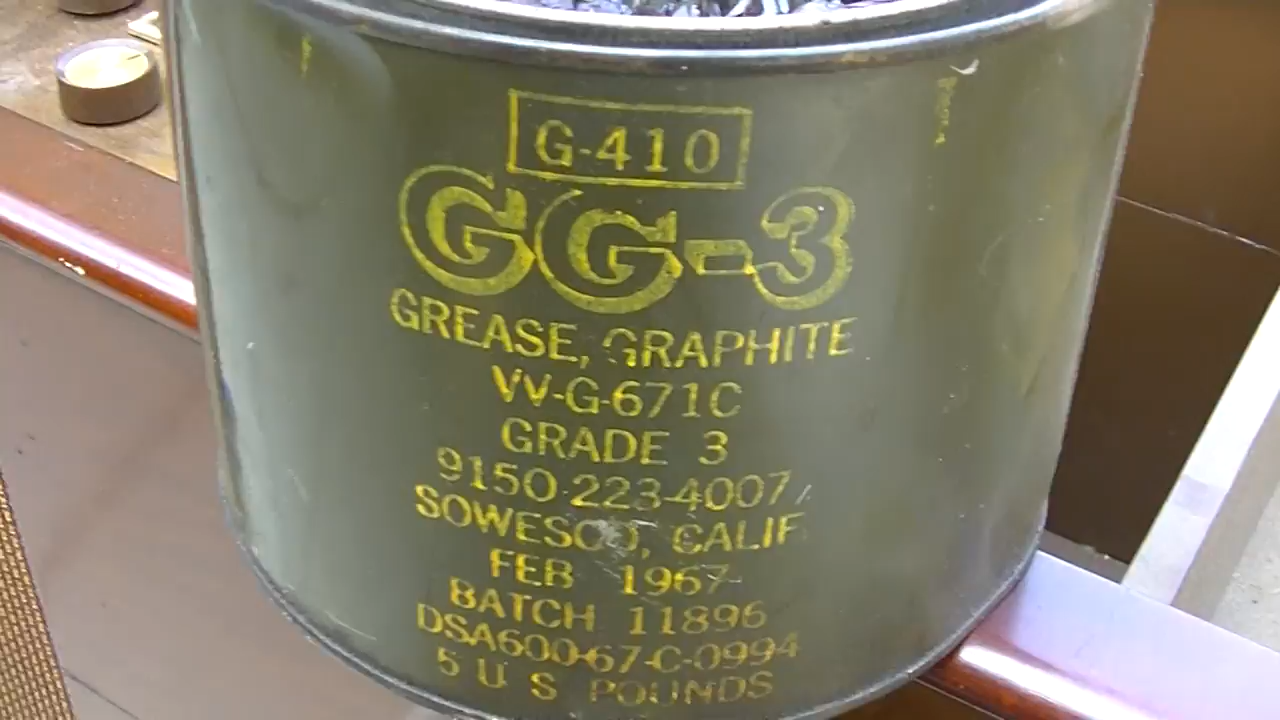 G-410
GG-3
GREASE, GRAPHITE
VV-G-671C
GRADE 3
9150-223-4007
SOWESCO, CALIF
FEB 1967
BATCH 11896
DSA600-67-C-0994
5 U S POUNDS